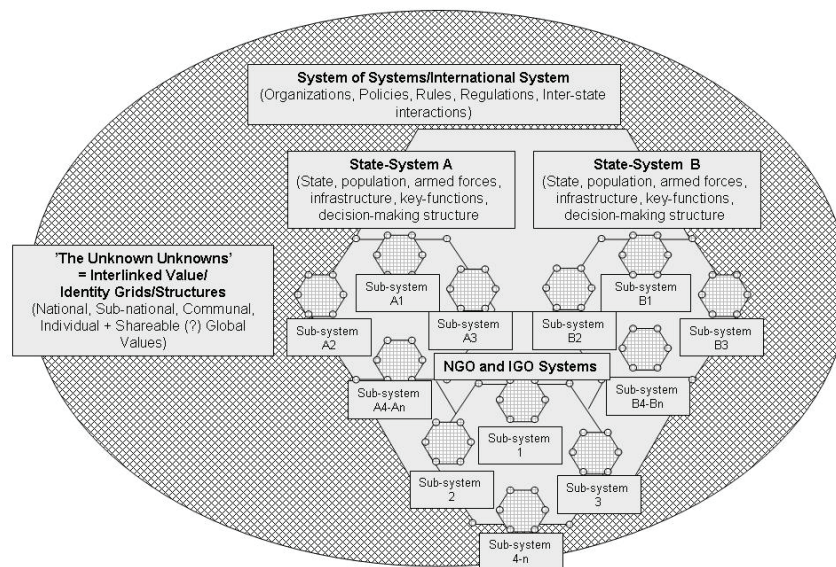 System of Systems/International System
(Organizations, Policies, Rules, Regulations, Inter-state
interactions)
State-System A
(State, population, armed forces,
infrastructure, key-functions,
decision-making structure
State-System B
(State, population, armed forces,
infrastructure, key-functions,
decision-making structure
'The Unknown Unknowns'
= Interlinked Value/
Identity Grids/Structures
(National, Sub-national, Communal,
Individual + Shareable (?) Global
Values)
Sub-system
A1
Sub-system
B1
Sub-system
A2
Sub-system
A3
Sub-system
B2
Sub-system
B3
NGO and IGO Systems
Sub-system
A4-An
Sub-system
B4-Bn
Sub-system
1
Sub-system
2
Sub-system
3
Sub-system
4-n